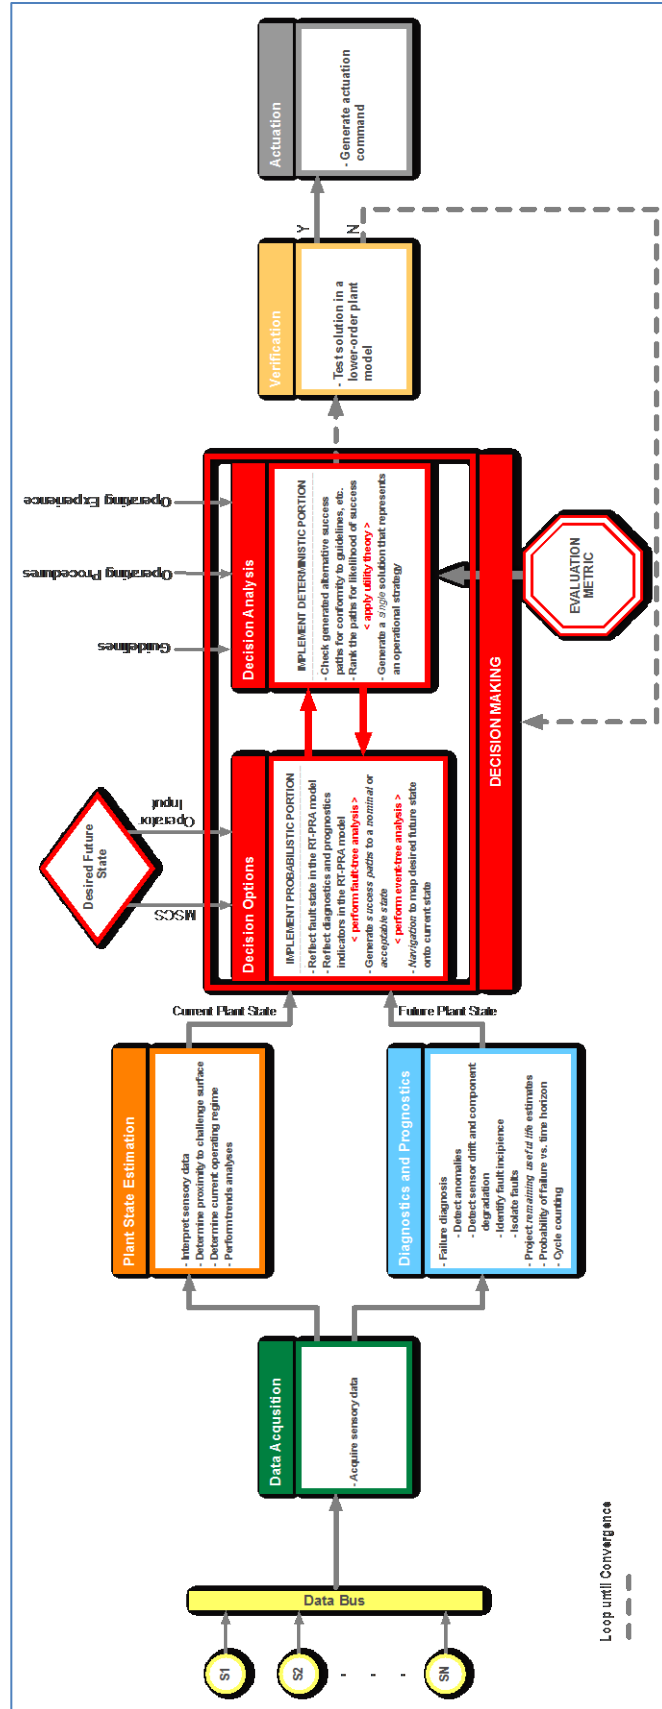 S1
S2
SN
Data Bus
Data Acqusition
- Acquire sensory data
Plant State Estimation
- Interpret sensory data
- Determine proximity to challenge surface
- Determine current operating regime
- Perform trends analyses
Diagnostics and Prognostics
- Failure diagnosis
- Detect anomalies
- Detect sensor drift and component
degradation
- Identify fault incipience
- Isolate faults
- Project remaining useful life estimates
- Probability of failure vs. time horizon
- Cycle counting
Current Plant State
Future Plant State
Desired Future
State
MSCS
Operator
Input
Decision Options
IMPLEMENT PROBABILISTIC PORTION
- Reflect fault state in the RT-PRA model
- Reflect diagnostics and prognostics
indicators in the RT-PRA model
< perform fault-tree analysis >
- Generate success paths to a nominal or
acceptable state
< perform event-tree analysis >
- Navigation to map desired future state
onto current state
Guidelines
Operating Procedures
Operating Experience
Decision Analysis
IMPLEMENT DETERMINISTIC PORTION
- Check generated alternative success
paths for conformity to guidelines, etc.
- Rank the paths for likelihood of success
< apply utility theory >
- Generate a single solution that represents
an operational strategy
DECISION MAKING
EVALUATION
METRIC
Verification
- Test solution in a
lower-order plant
model
Y
N
Actuation
- Generate actuation
command
Loop until Convergence